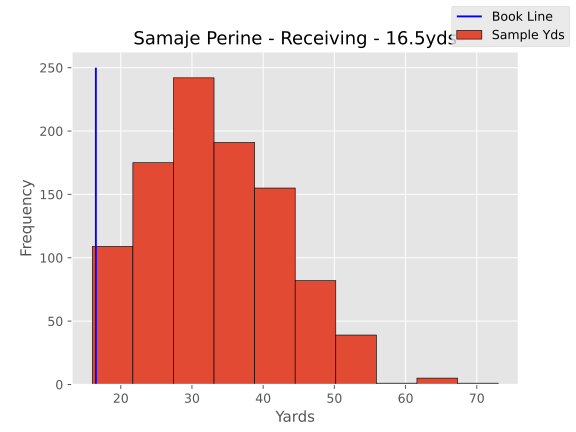 Samaje Perine - Receiving - 16.5yds
Book Line
Sample Yds
Frequency
250
200
150
100
50
0
20 30 40 50 60 70
Yards